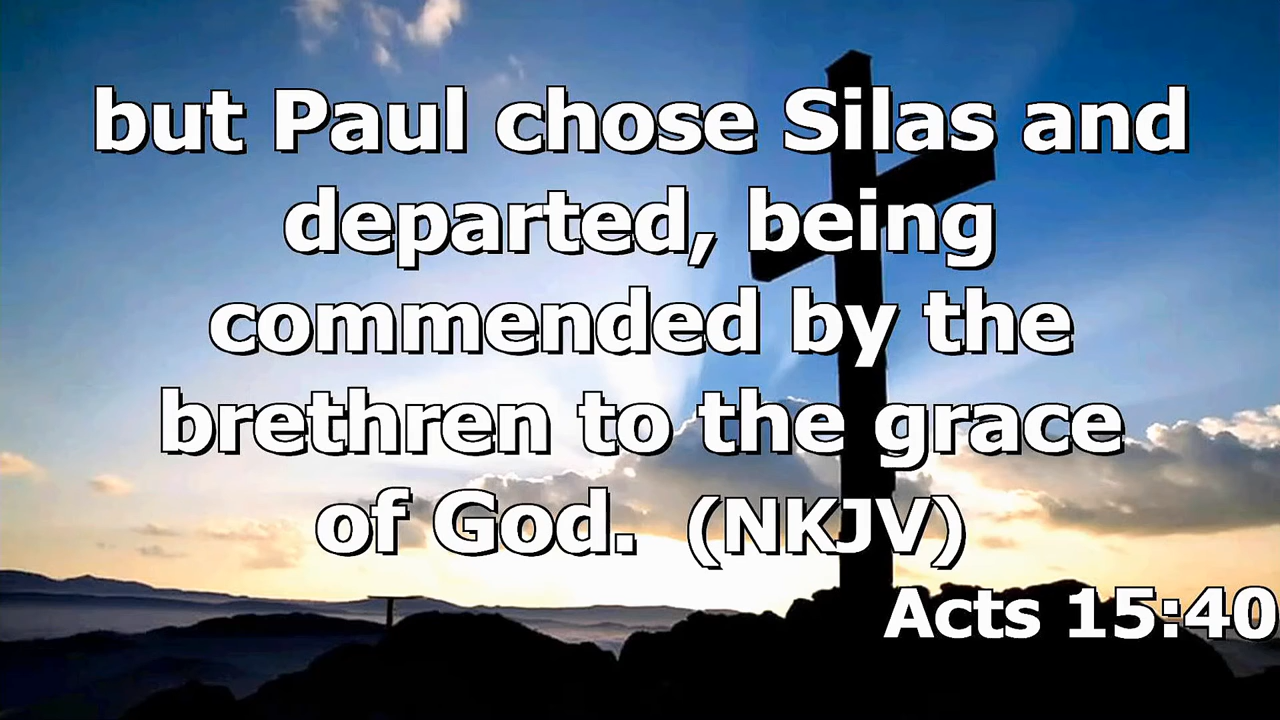 but Paul chose Silas and
departed, being
commended by the
brethren to the grace
of God. (NKJV)
Acts 15:40